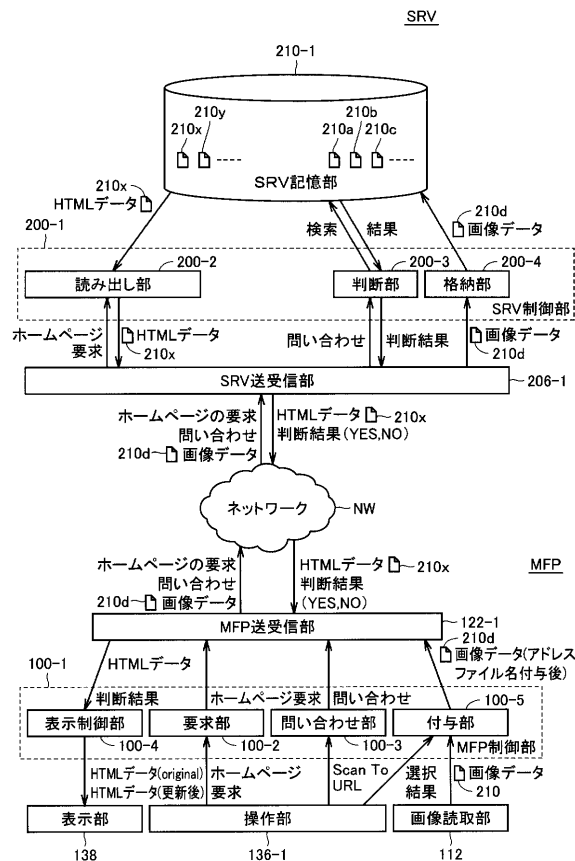 SRV
210-1
210x
210y
210a
210b
210c
SRV記憶部
210x
HTMLデータ
検索
結果
210d
画像データ
200-1
200-2
200-3
200-4
読み出し部
判断部
格納部
SRV制御部
ホームページ
要求
HTMLデータ
210x
問い合わせ
判断結果
画像データ
210d
SRV送受信部
206-1
ホームページの要求
問い合わせ
210d
画像データ
HTMLデータ
210x
判断結果(YES,NO)
ネットワーク
NW
ホームページの要求
問い合わせ
210d
画像データ
HTMLデータ
210x
判断結果
(YES,NO)
MFP
MFP送受信部
122-1
210d
画像データ(アドレス
ファイル名付与後)
HTMLデータ
100-1
判断結果
ホームページ要求
問い合わせ
100-5
表示制御部
要求部
問い合わせ部
付与部
100-4
100-2
100-3
MFP制御部
HTMLデータ(original)
HTMLデータ(更新後)
ホームページ
要求
Scan To
URL
選択
結果
画像データ
210
表示部
操作部
画像読取部
138
136-1
112